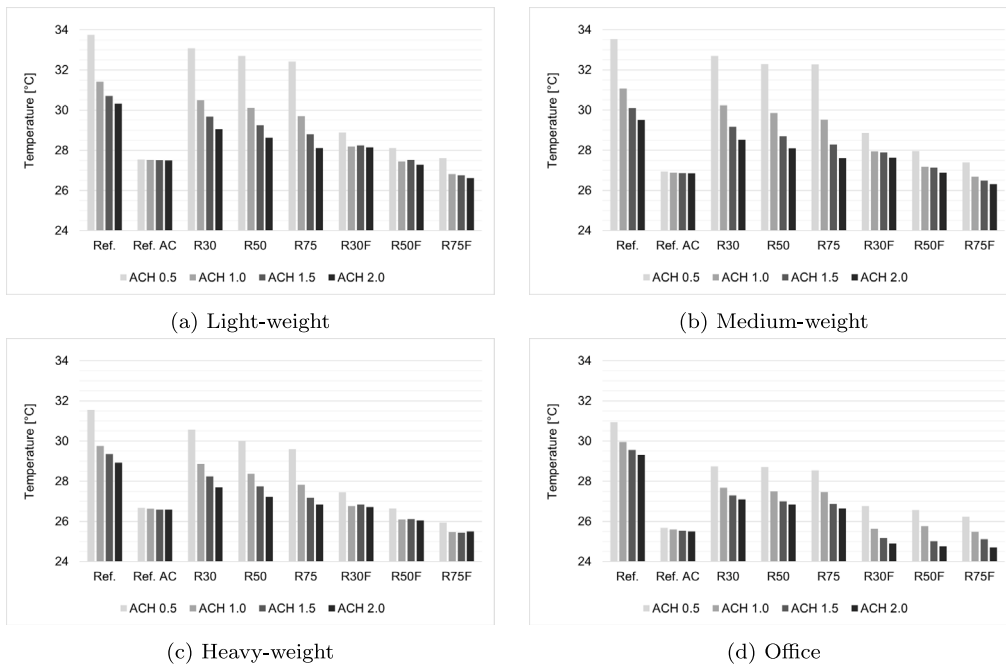 34
32
30
28
26
24
Temperature [°C]
Ref. Ref. AC R30 R50 R75 R30F R50F R75F
ACH 0.5 ACH 1.0 ACH 1.5 ACH 2.0
(a) Light-weight
34
32
30
28
26
24
Temperature [°C]
Ref. Ref. AC R30 R50 R75 R30F R50F R75F
ACH 0.5 ACH 1.0 ACH 1.5 ACH 2.0
(b) Medium-weight
34
32
30
28
26
24
Temperature [°C]
Ref. Ref. AC R30 R50 R75 R30F R50F R75F
ACH 0.5 ACH 1.0 ACH 1.5 ACH 2.0
(c) Heavy-weight
34
32
30
28
26
24
Temperature [°C]
Ref. Ref. AC R30 R50 R75 R30F R50F R75F
ACH 0.5 ACH 1.0 ACH 1.5 ACH 2.0
(d) Office